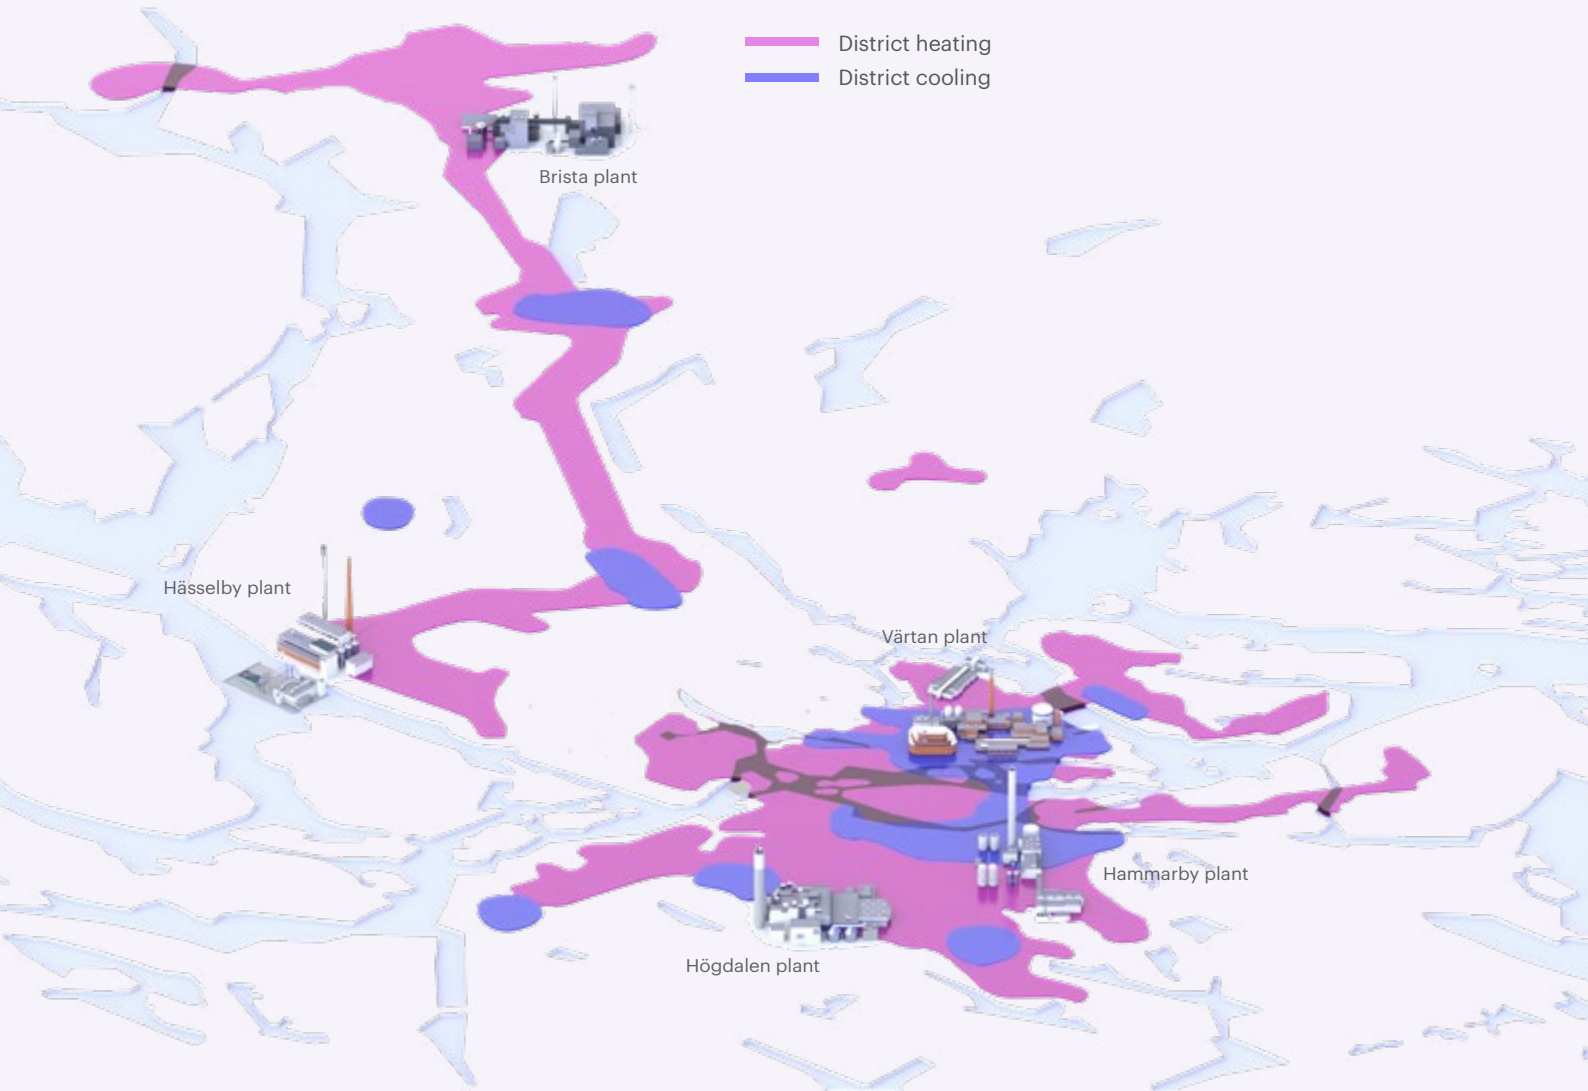 District heating
District cooling
Brista plant
Hässelby plant
Värtan plant
Hammarby plant
Högdalen plant